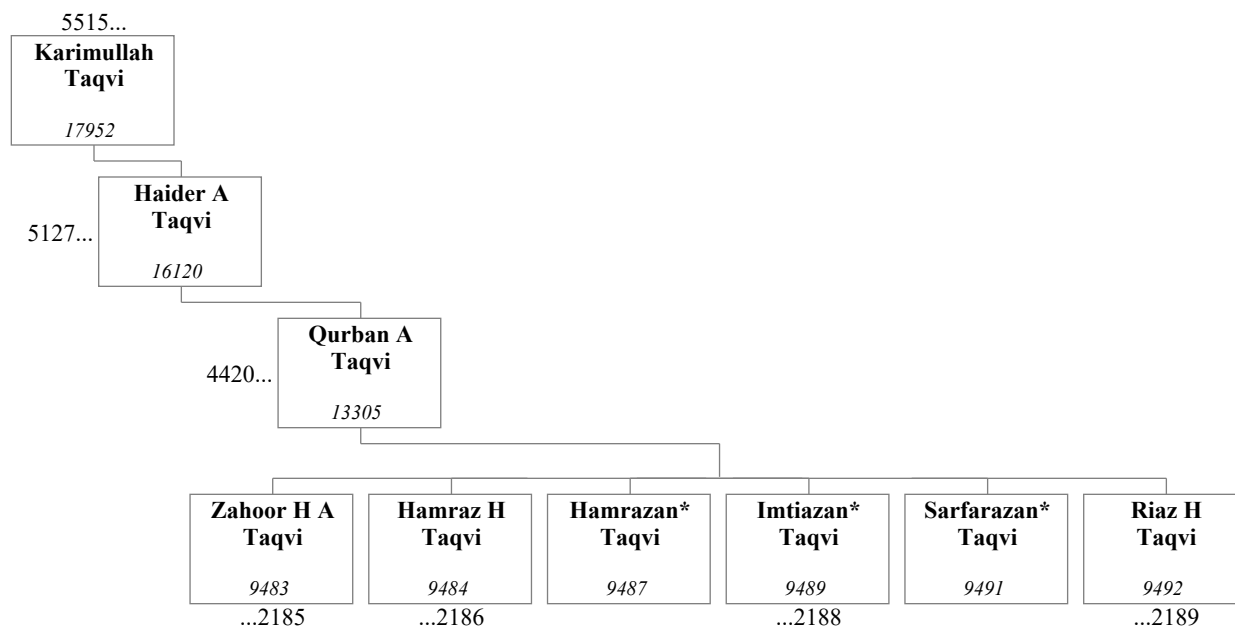 5515...
Karimullah
Taqvi
17952
Haider A
Taqvi
5127...
16120
Qurban A
Taqvi
4420...
13305
Zahoor H A
Taqvi
9483
...2185
Hamraz H
Taqvi
9484
...2186
Hamrazan*
Taqvi
9487
Imtiazan*
Taqvi
9489
...2188
Sarfarazan*
Taqvi
9491
Riaz H
Taqvi
9492
...2189